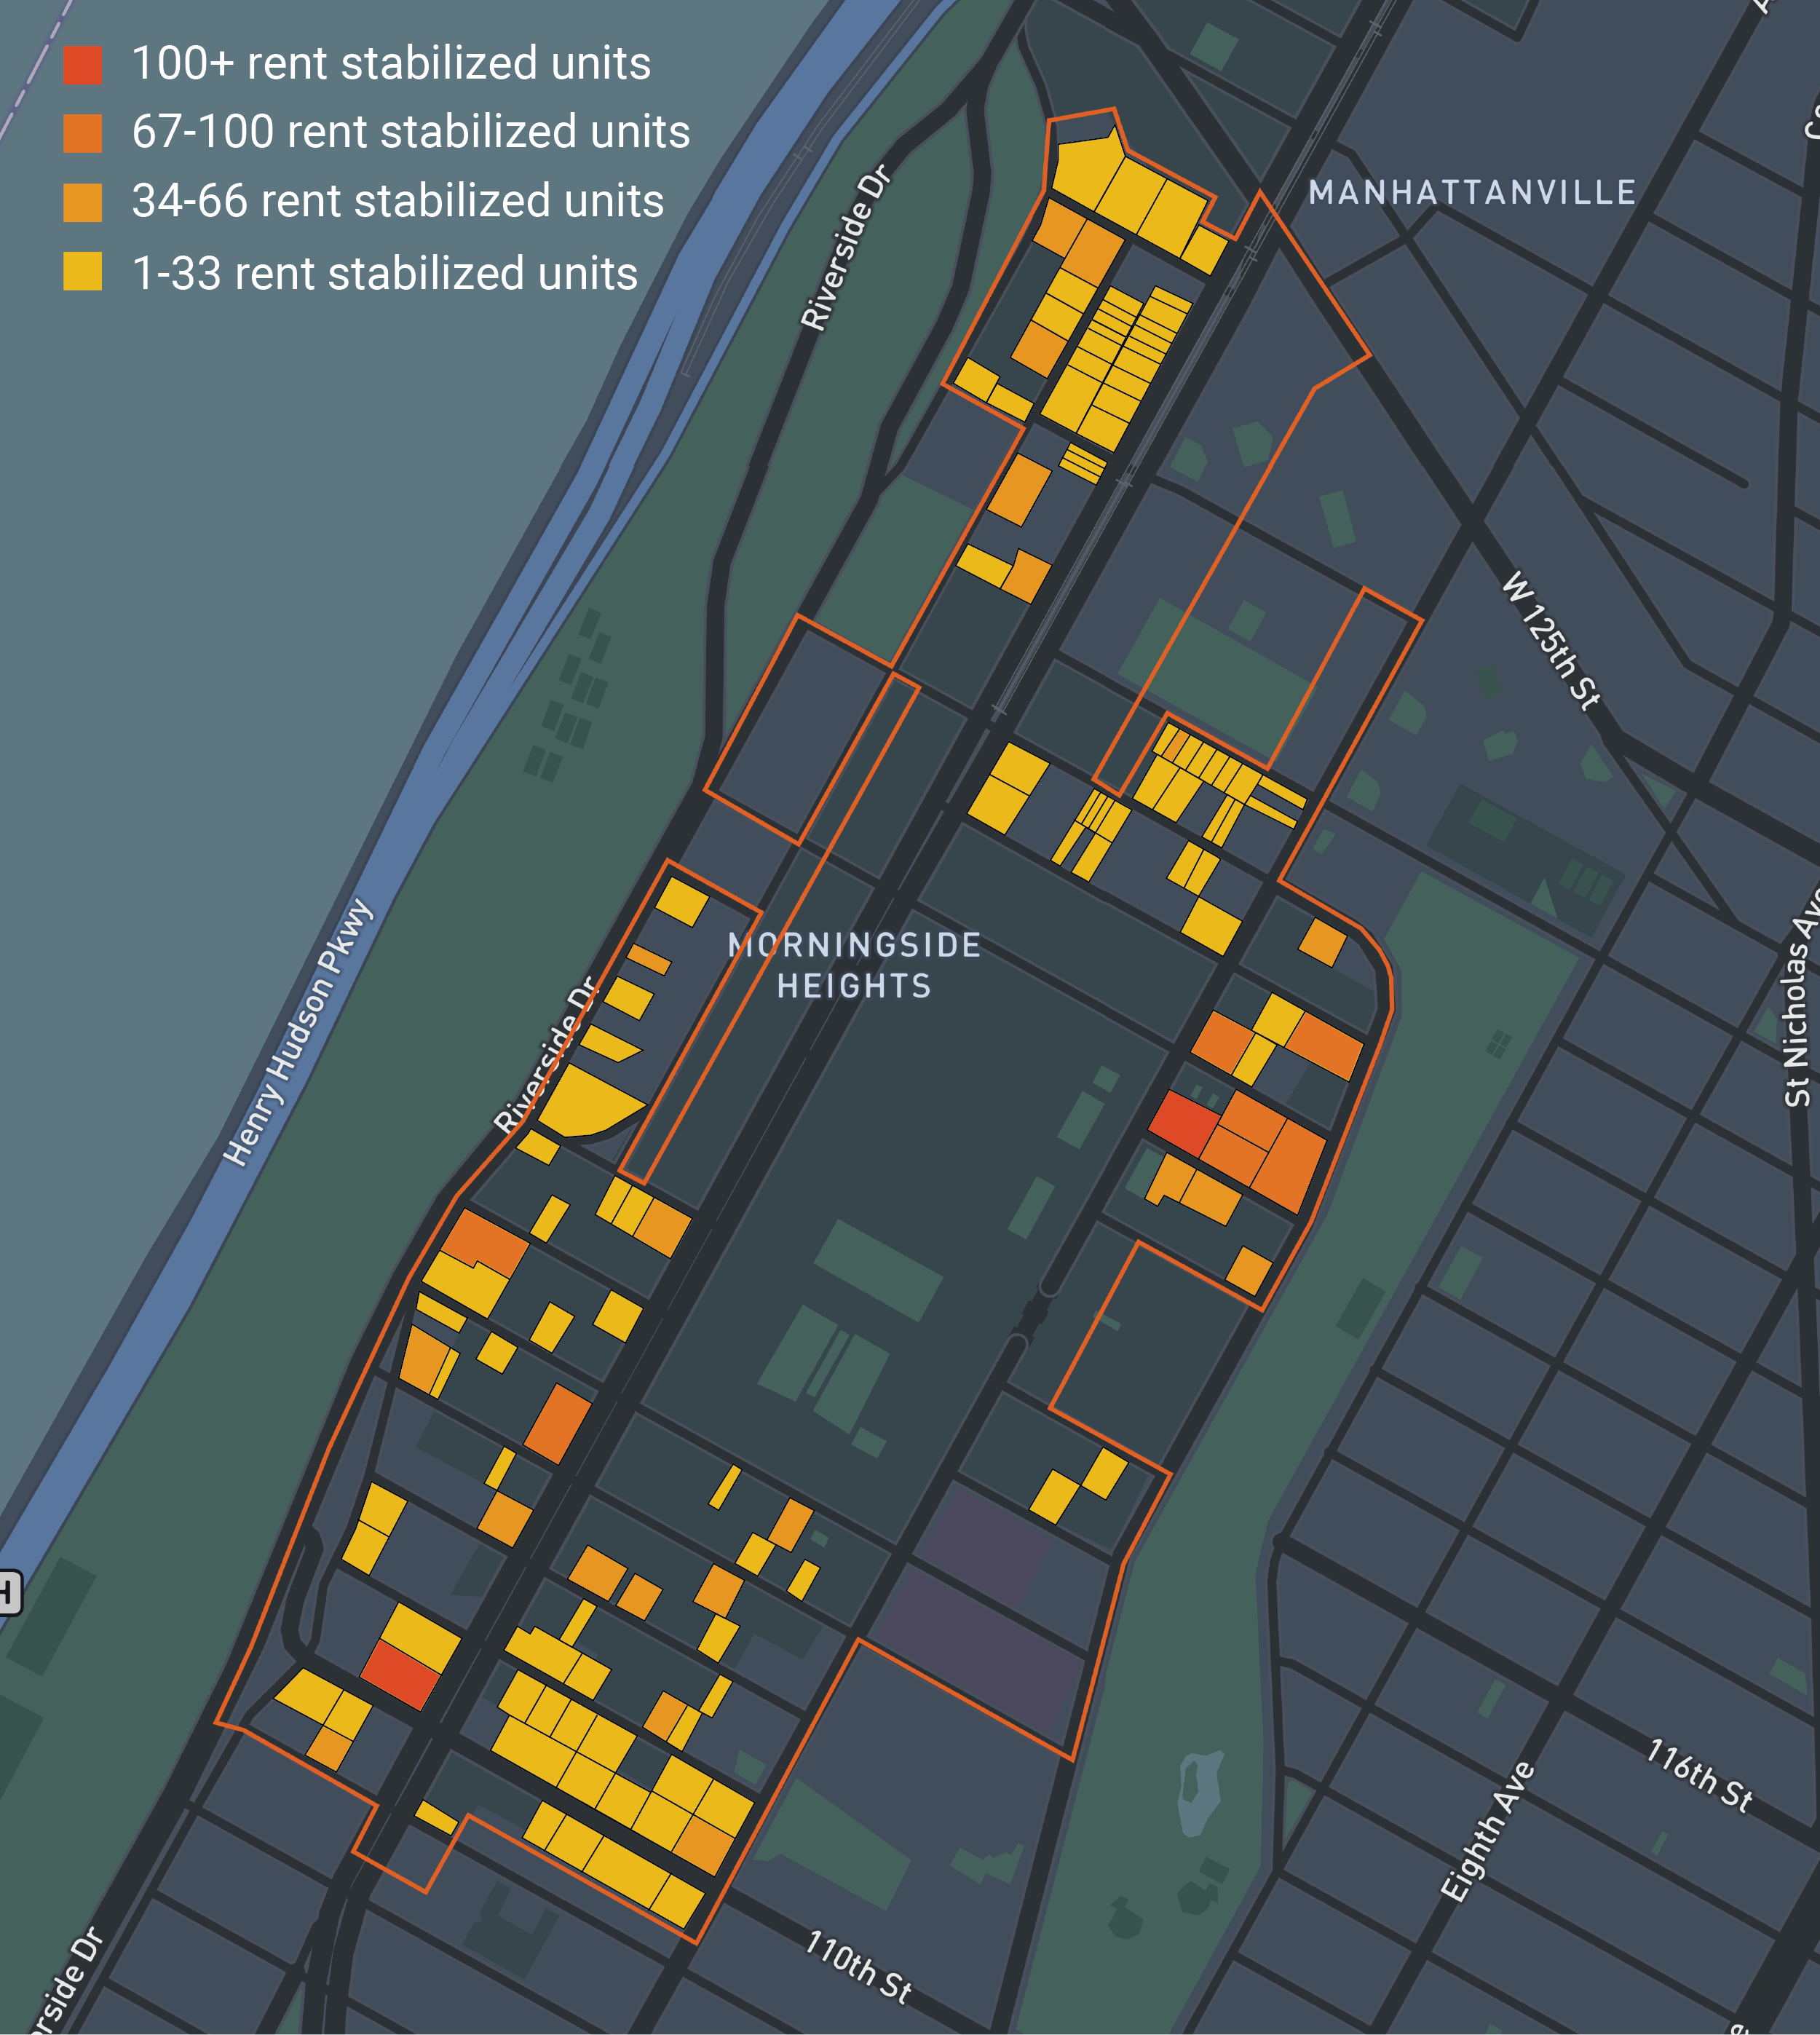 100+ rent stabilized units
67-100 rent stabilized units
34-66 rent stabilized units
1-33 rent stabilized units
Riverside Dr
MANHATTANVILLE
W 125th St
MORNINGSIDE
HEIGHTS
Henry Hudson Pkwy
Riverside Dr
St Nicholas Ave
H
116th St
Eighth Ave
110th St
erside Dr